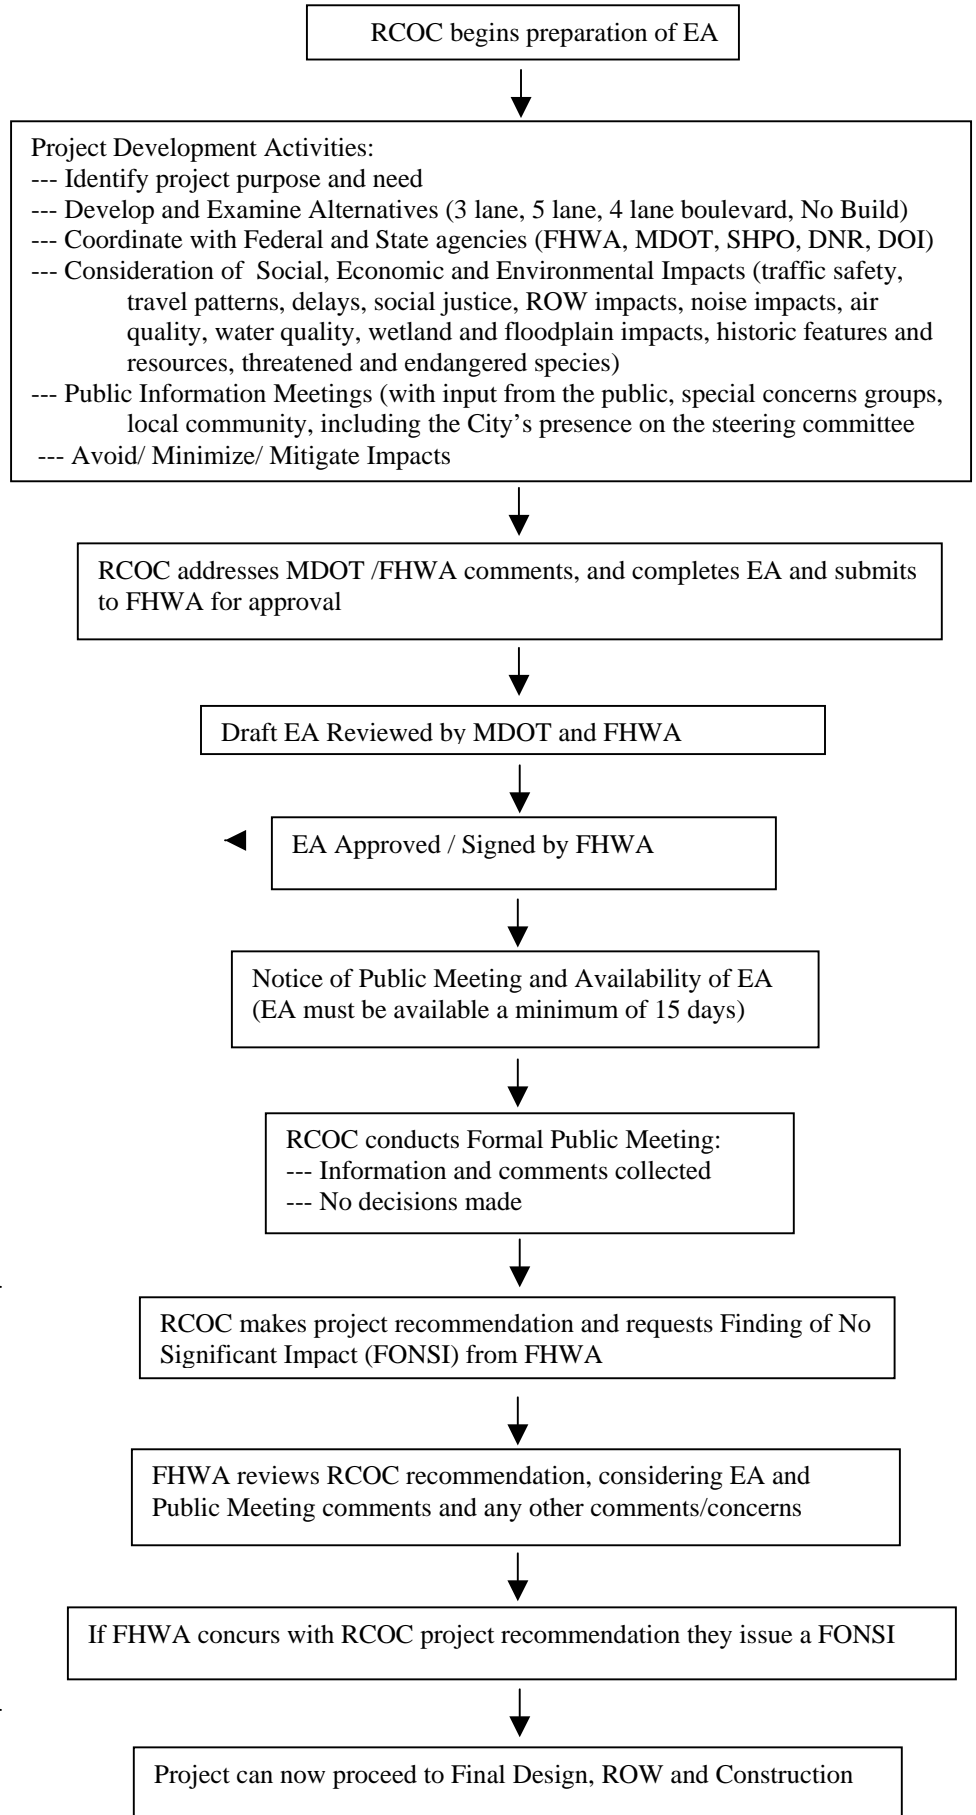 RCOC begins preparation of EA
Project Development Activities:
--- Identify project purpose and need
--- Develop and Examine Alternatives (3 lane, 5 lane, 4 lane boulevard, No Build)
--- Coordinate with Federal and State agencies (FHWA, MDOT, SHPO, DNR, DOI)
--- Consideration of  Social, Economic and Environmental Impacts (traffic safety,
travel patterns, delays, social justice, ROW impacts, noise impacts, air
quality, water quality, wetland and floodplain impacts, historic features and
resources, threatened and endangered species)
--- Public Information Meetings (with input from the public, special concerns groups,
local community, including the City’s presence on the steering committee
--- Avoid/ Minimize/ Mitigate Impacts
RCOC addresses MDOT /FHWA comments, and completes EA and submits
to FHWA for approval
Draft EA Reviewed by MDOT and FHWA
EA Approved / Signed by FHWA
Notice of Public Meeting and Availability of EA
(EA must be available a minimum of 15 days)
RCOC conducts Formal Public Meeting:
--- Information and comments collected
--- No decisions made
RCOC makes project recommendation and requests Finding of No
Significant Impact (FONSI) from FHWA
FHWA reviews RCOC recommendation, considering EA and
Public Meeting comments and any other comments/concerns
If FHWA concurs with RCOC project recommendation they issue a FONSI
Project can now proceed to Final Design, ROW and Construction